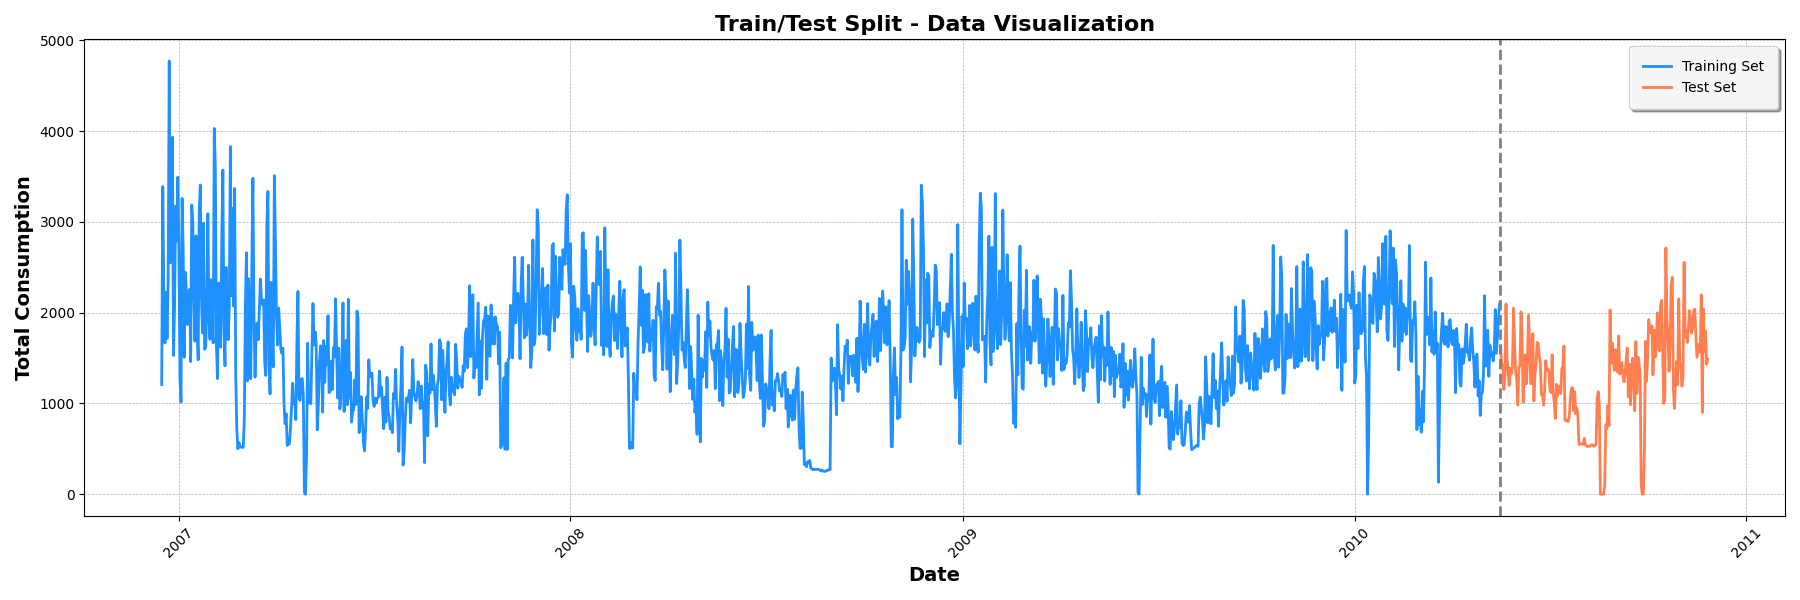 Train/Test Split - Data Visualization
5000
4000
3000
2000
1000
0
Total Consumption
Training Set
Test Set
2007
2008
2009
2010
2011
Date